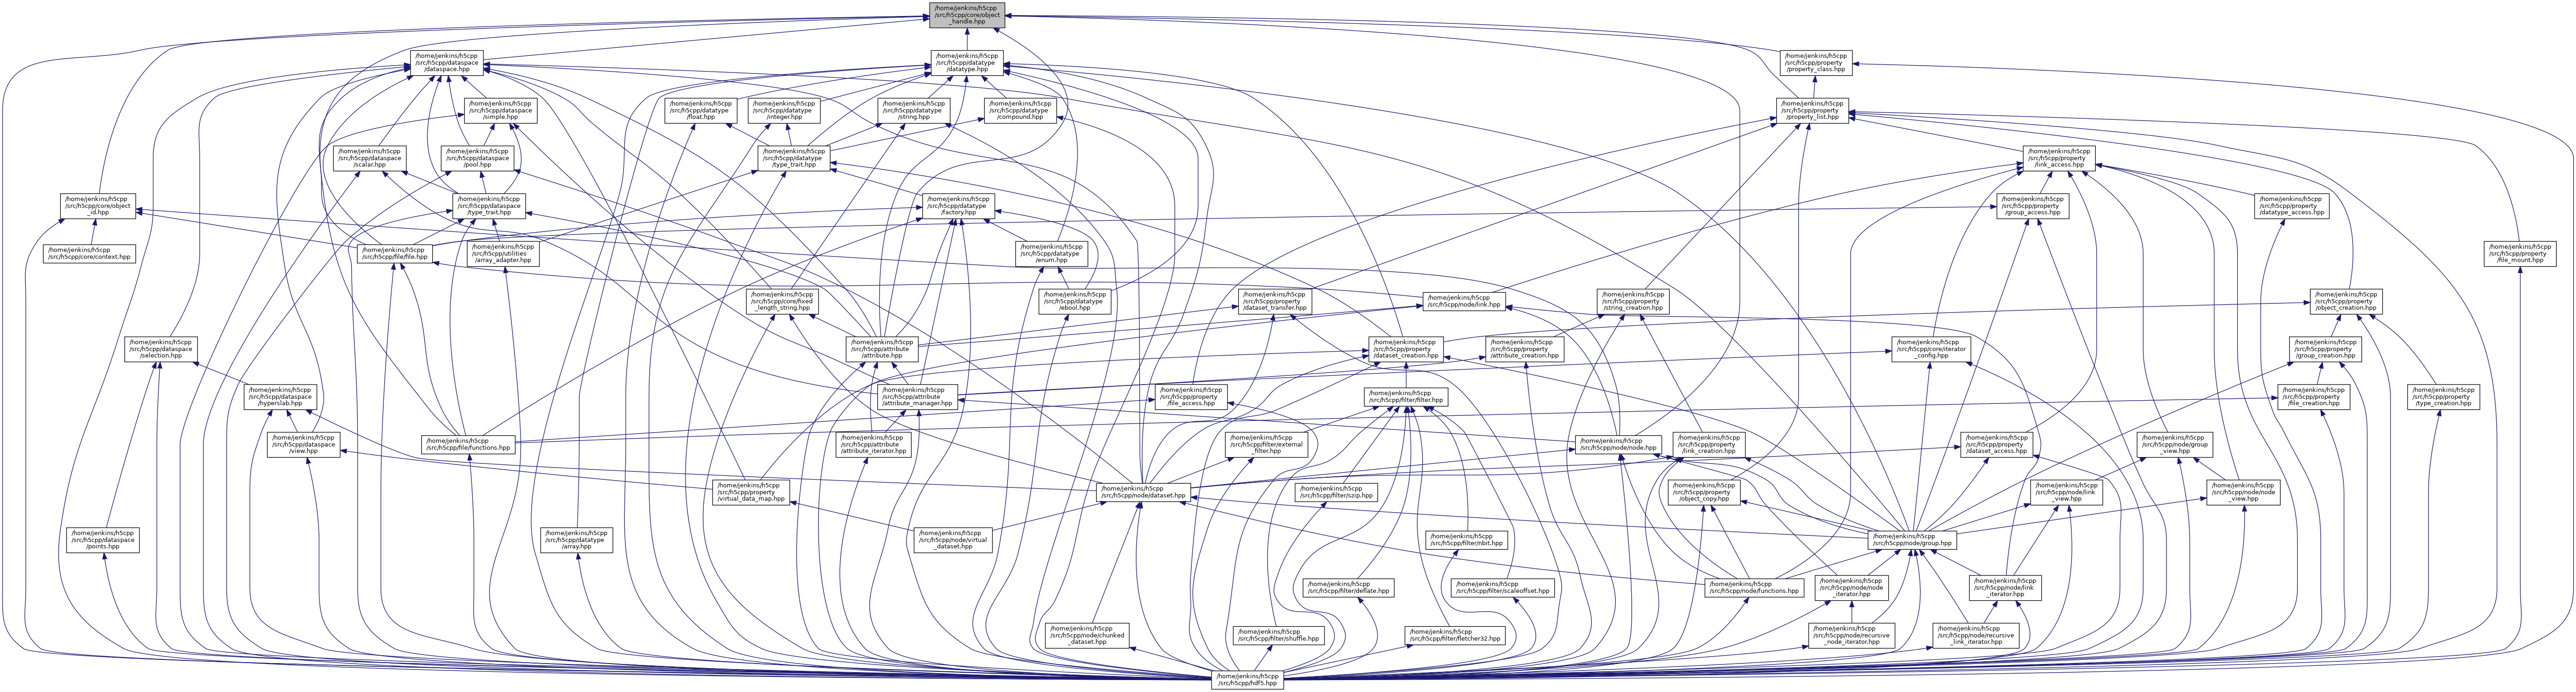 /home/jenkins/h5cpp
/src/h5cpp/core/object
_handle.hpp
/home/jenkins/h5cpp
/src/h5cpp/dataspace
/dataspace.hpp
/home/jenkins/h5cpp
/src/h5cpp/datatype
/datatype.hpp
/home/jenkins/h5cpp
/src/h5cpp/property
/property_class.hpp
/home/jenkins/h5cpp
/src/h5cpp/dataspace
/simple.hpp
/home/jenkins/h5cpp
/src/h5cpp/datatype
/float.hpp
/home/jenkins/h5cpp
/src/h5cpp/datatype
/integer.hpp
/home/jenkins/h5cpp
/src/h5cpp/datatype
/string.hpp
/home/jenkins/h5cpp
/src/h5cpp/datatype
/compound.hpp
/home/jenkins/h5cpp
/src/h5cpp/property
/property_list.hpp
/home/jenkins/h5cpp
/src/h5cpp/dataspace
/scalar.hpp
/home/jenkins/h5cpp
/src/h5cpp/dataspace
/pool.hpp
/home/jenkins/h5cpp
/src/h5cpp/datatype
/type_trait.hpp
/home/jenkins/h5cpp
/src/h5cpp/property
/link_access.hpp
/home/jenkins/h5cpp
/src/h5cpp/core/object
_id.hpp
/home/jenkins/h5cpp
/src/h5cpp/dataspace
/type_trait.hpp
/home/jenkins/h5cpp
/src/h5cpp/datatype
/factory.hpp
/home/jenkins/h5cpp
/src/h5cpp/property
/group_access.hpp
/home/jenkins/h5cpp
/src/h5cpp/property
/datatype_access.hpp
/home/jenkins/h5cpp
/src/h5cpp/core/context.hpp
/home/jenkins/h5cpp
/src/h5cpp/file/file.hpp
/home/jenkins/h5cpp
/src/h5cpp/utilities
/array_adapter.hpp
/home/jenkins/h5cpp
/src/h5cpp/datatype
/enum.hpp
/home/jenkins/h5cpp
/src/h5cpp/property
/file_mount.hpp
/home/jenkins/h5cpp
/src/h5cpp/core/fixed
_length_string.hpp
/home/jenkins/h5cpp
/src/h5cpp/datatype
/ebool.hpp
/home/jenkins/h5cpp
/src/h5cpp/property
/dataset_transfer.hpp
/home/jenkins/h5cpp
/src/h5cpp/node/link.hpp
/home/jenkins/h5cpp
/src/h5cpp/property
/string_creation.hpp
/home/jenkins/h5cpp
/src/h5cpp/property
/object_creation.hpp
/home/jenkins/h5cpp
/src/h5cpp/dataspace
/selection.hpp
/home/jenkins/h5cpp
/src/h5cpp/attribute
/attribute.hpp
/home/jenkins/h5cpp
/src/h5cpp/property
/dataset_creation.hpp
/home/jenkins/h5cpp
/src/h5cpp/property
/attribute_creation.hpp
/home/jenkins/h5cpp
/src/h5cpp/core/iterator
_config.hpp
/home/jenkins/h5cpp
/src/h5cpp/property
/group_creation.hpp
/home/jenkins/h5cpp
/src/h5cpp/dataspace
/hyperslab.hpp
/home/jenkins/h5cpp
/src/h5cpp/attribute
/attribute_manager.hpp
/home/jenkins/h5cpp
/src/h5cpp/property
/file_access.hpp
/home/jenkins/h5cpp
/src/h5cpp/filter/filter.hpp
/home/jenkins/h5cpp
/src/h5cpp/property
/file_creation.hpp
/home/jenkins/h5cpp
/src/h5cpp/property
/type_creation.hpp
/home/jenkins/h5cpp
/src/h5cpp/dataspace
/view.hpp
/home/jenkins/h5cpp
/src/h5cpp/file/functions.hpp
/home/jenkins/h5cpp
/src/h5cpp/attribute
/attribute_iterator.hpp
/home/jenkins/h5cpp
/src/h5cpp/filter/external
_filter.hpp
/home/jenkins/h5cpp
/src/h5cpp/node/node.hpp
/home/jenkins/h5cpp
/src/h5cpp/property
/link_creation.hpp
/home/jenkins/h5cpp
/src/h5cpp/property
/dataset_access.hpp
/home/jenkins/h5cpp
/src/h5cpp/node/group
_view.hpp
/home/jenkins/h5cpp
/src/h5cpp/property
/virtual_data_map.hpp
/home/jenkins/h5cpp
/src/h5cpp/node/dataset.hpp
/home/jenkins/h5cpp
/src/h5cpp/filter/szip.hpp
/home/jenkins/h5cpp
/src/h5cpp/property
/object_copy.hpp
/home/jenkins/h5cpp
/src/h5cpp/node/link
_view.hpp
/home/jenkins/h5cpp
/src/h5cpp/node/node
_view.hpp
/home/jenkins/h5cpp
/src/h5cpp/dataspace
/points.hpp
/home/jenkins/h5cpp
/src/h5cpp/datatype
/array.hpp
/home/jenkins/h5cpp
/src/h5cpp/node/virtual
_dataset.hpp
/home/jenkins/h5cpp
/src/h5cpp/filter/nbit.hpp
/home/jenkins/h5cpp
/src/h5cpp/node/group.hpp
/home/jenkins/h5cpp
/src/h5cpp/filter/deflate.hpp
/home/jenkins/h5cpp
/src/h5cpp/filter/scaleoffset.hpp
/home/jenkins/h5cpp
/src/h5cpp/node/functions.hpp
/home/jenkins/h5cpp
/src/h5cpp/node/node
_iterator.hpp
/home/jenkins/h5cpp
/src/h5cpp/node/link
_iterator.hpp
/home/jenkins/h5cpp
/src/h5cpp/node/chunked
_dataset.hpp
/home/jenkins/h5cpp
/src/h5cpp/filter/shuffle.hpp
/home/jenkins/h5cpp
/src/h5cpp/filter/fletcher32.hpp
/home/jenkins/h5cpp
/src/h5cpp/node/recursive
_node_iterator.hpp
/home/jenkins/h5cpp
/src/h5cpp/node/recursive
_link_iterator.hpp
/home/jenkins/h5cpp
/src/h5cpp/hdf5.hpp